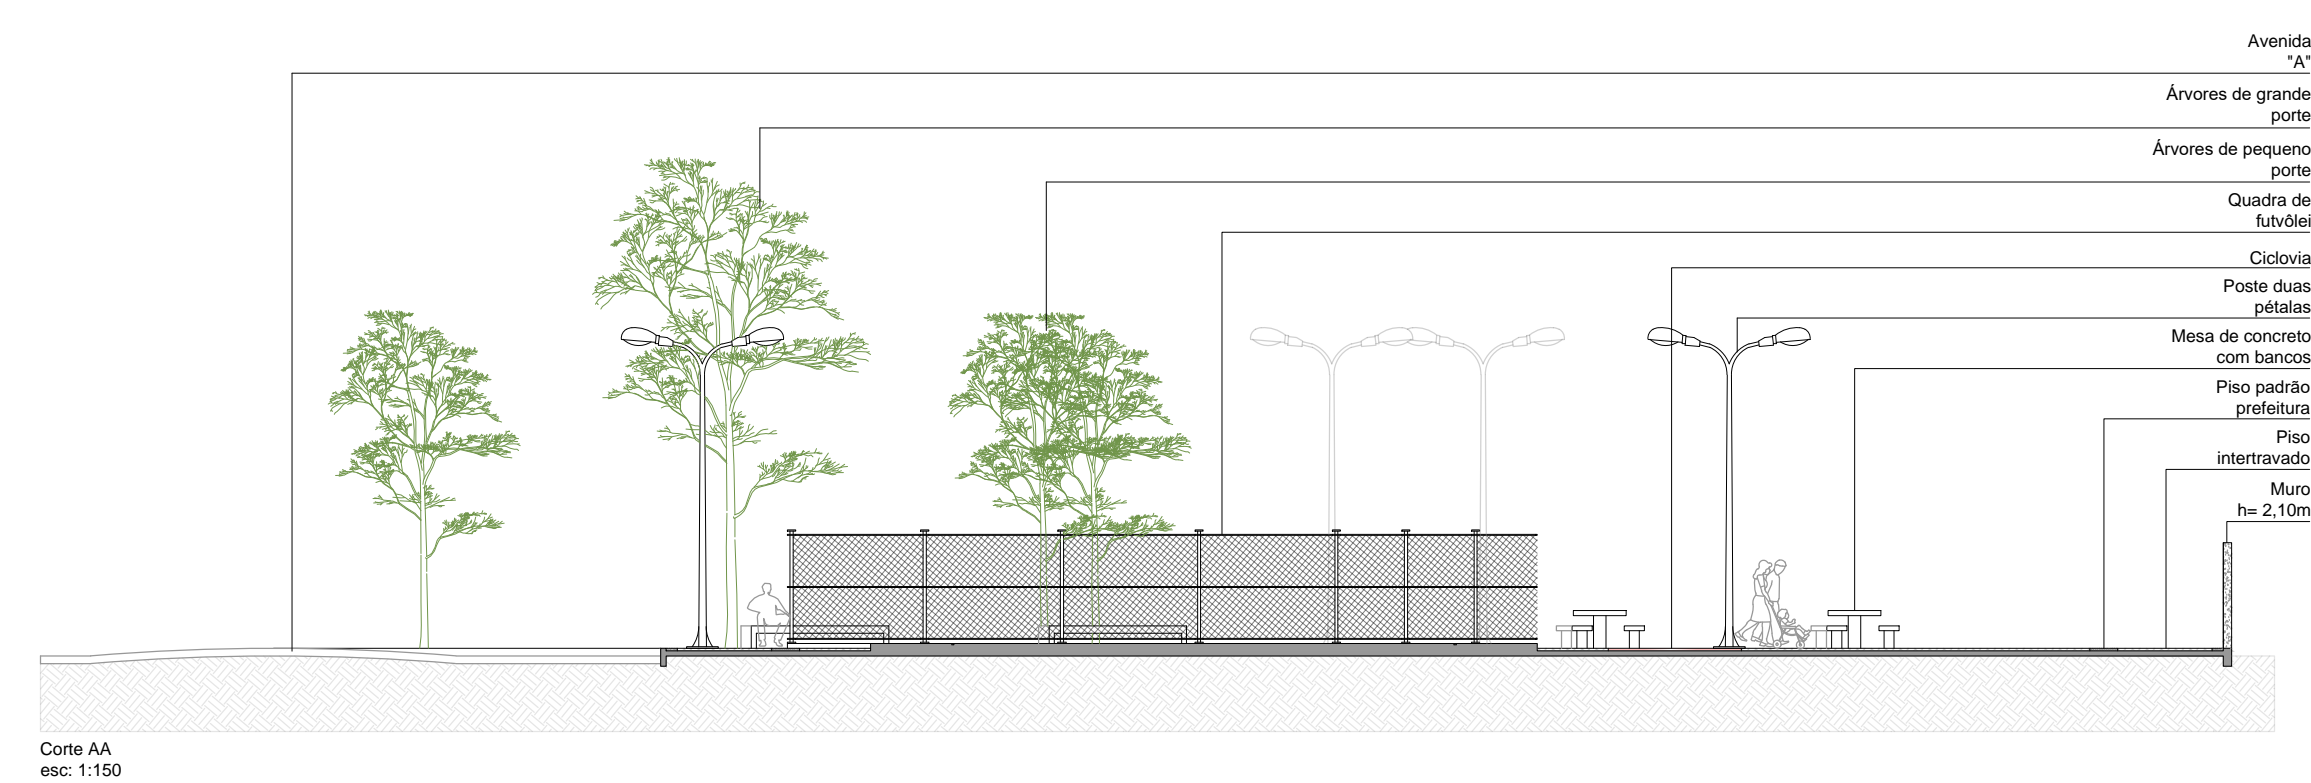 Avenida
"A"
Árvores de grande
porte
Árvores de pequeno
porte
Quadra de
futvôlei
Ciclovia
Poste duas
pétalas
Mesa de concreto
com bancos
Piso padrão
prefeitura
Piso
intertravado
Muro
h= 2,10m
Corte AA
esc: 1:150